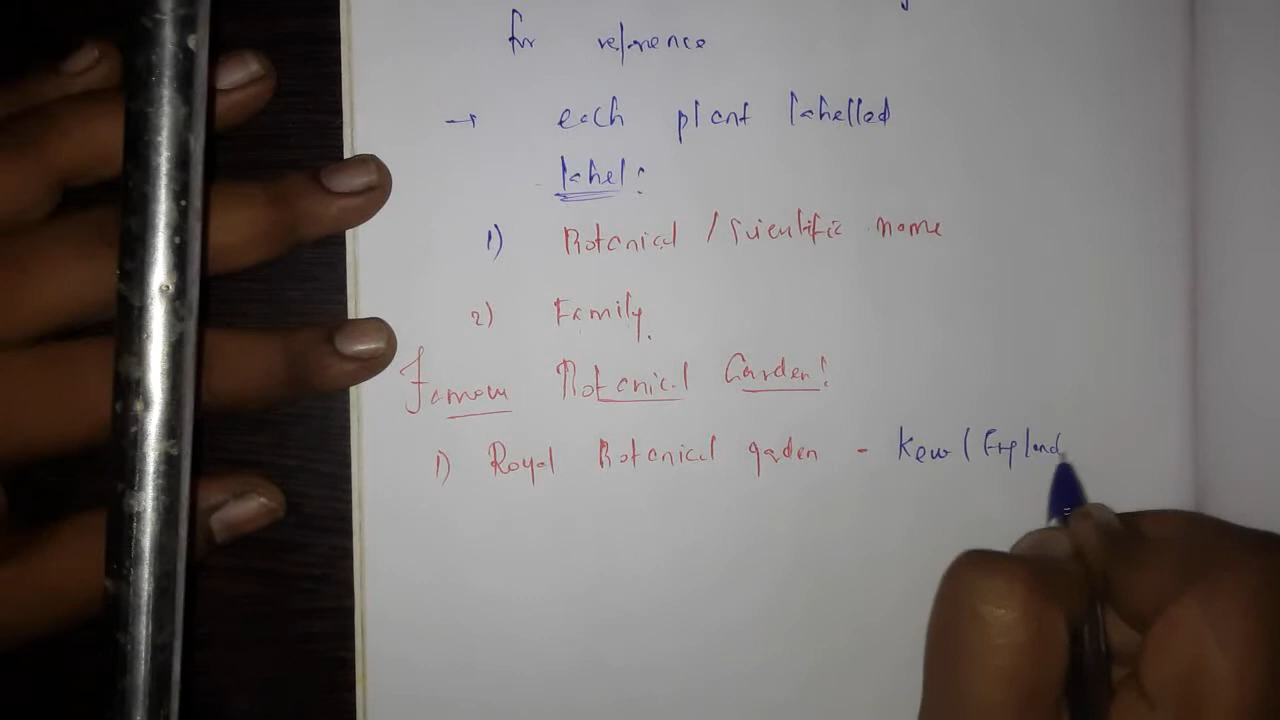 for reference
→ each plant labelled
label:
1) Botanical / Scientific name
2) Family.
Famous Botanical Garden:
1) Royal Botanical gaden - Kew (England